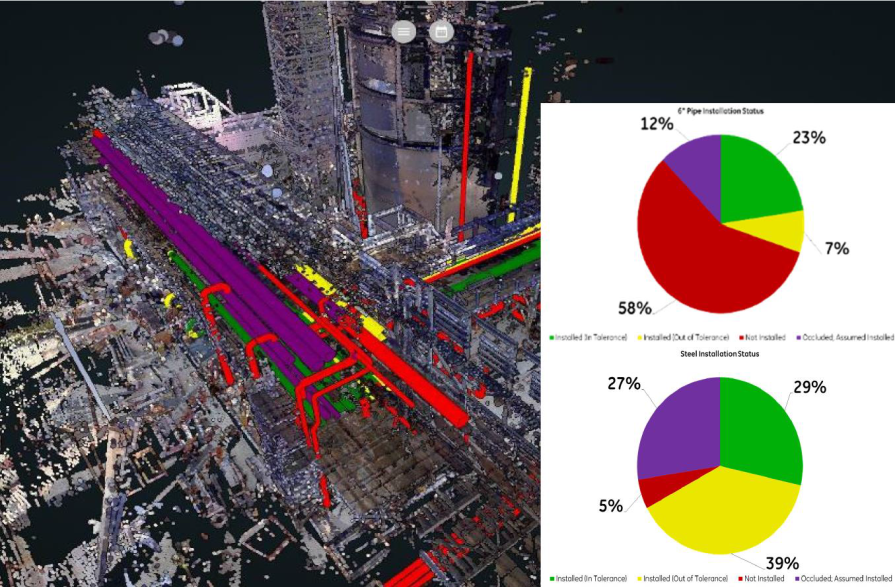 6" Pipe Installation Status
12%
23%
7%
58%
Installed (In Tolerance) Installed (Out of Tolerance) Not Installed Occluded; Assumed Installed
Steel Installation Status
27%
29%
5%
39%
Installed (In Tolerance) Installed (Out of Tolerance) Not Installed Occluded; Assumed Installed